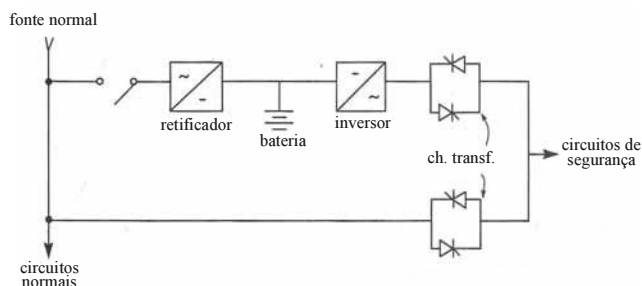 fonte normal
~
-
-
~
retificador
bateria
inversor
ch. transf.
circuitos de
segurança
circuitos
normais